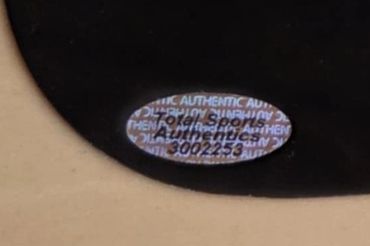 Total Sports
Authentics
3002253
AUTHENTIC